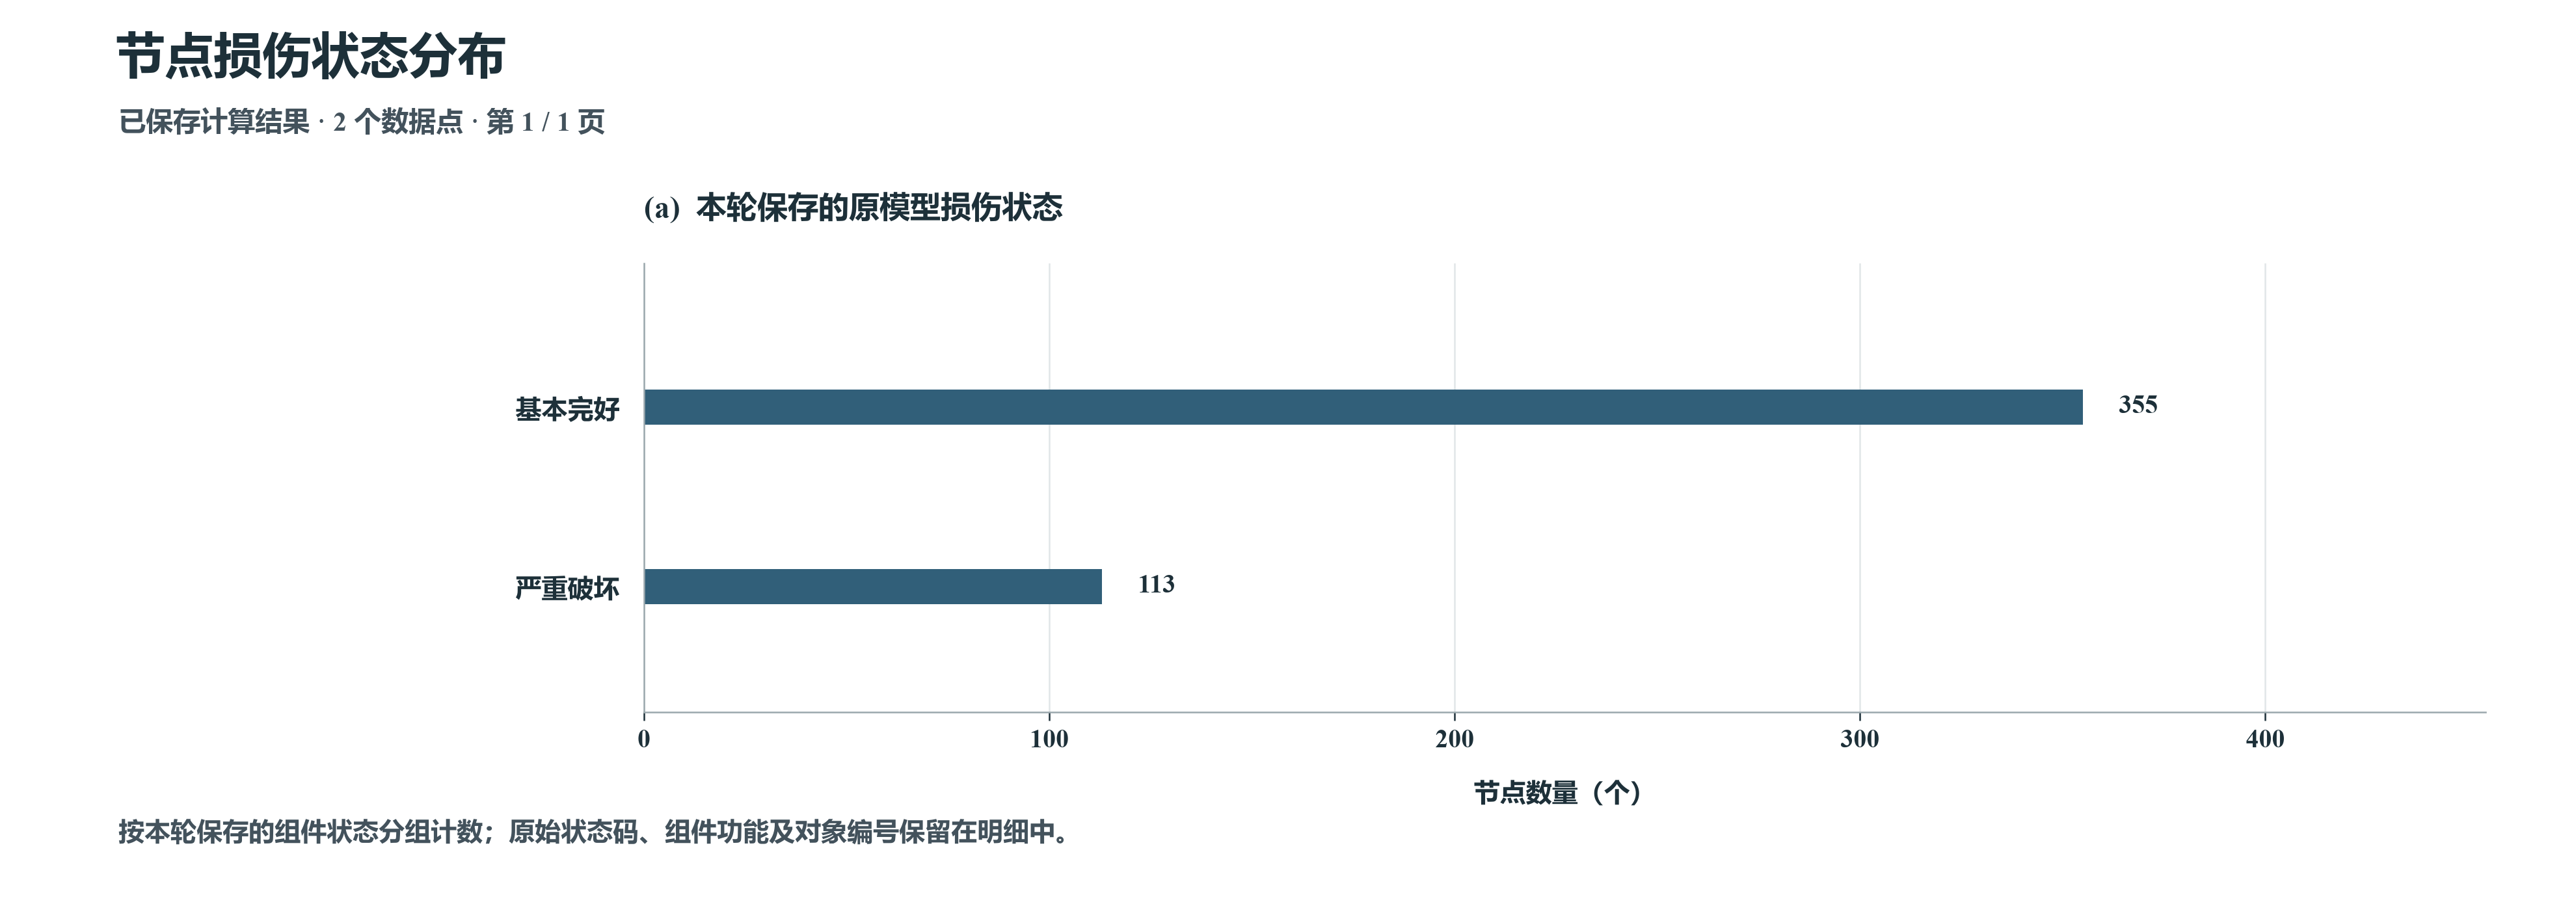 节点损伤状态分布
已保存计算结果 · 2 个数据点 · 第 1 / 1 页
(a) 本轮保存的原模型损伤状态
基本完好 355
严重破坏 113
0 100 200 300 400
节点数量（个）
按本轮保存的组件状态分组计数；原始状态码、组件功能及对象编号保留在明细中。